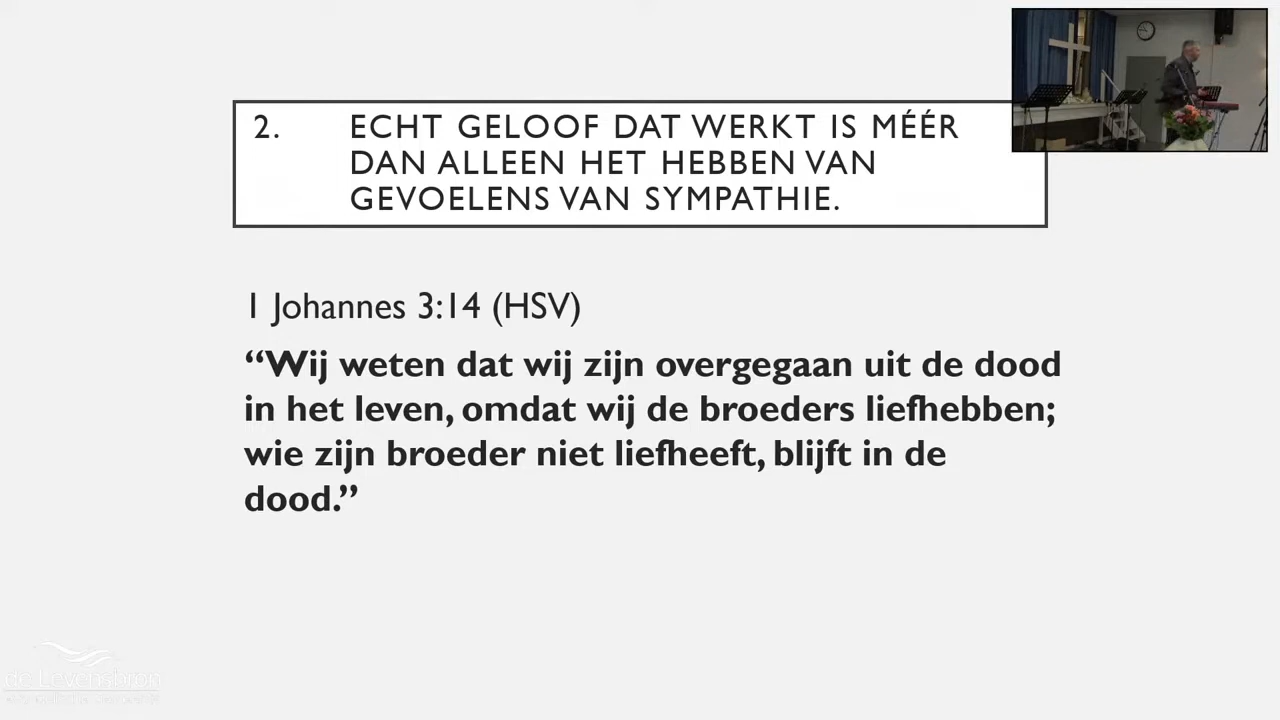 2. ECHT GELOOF DAT WERKT IS MÉÉR
DAN ALLEEN HET HEBBEN VAN
GEVOELENS VAN SYMPATHIE.
1 Johannes 3:14 (HSV)
“Wij weten dat wij zijn overgegaan uit de dood
in het leven, omdat wij de broeders liefhebben;
wie zijn broeder niet liefheeft, blijft in de
dood.”
de Levensbron